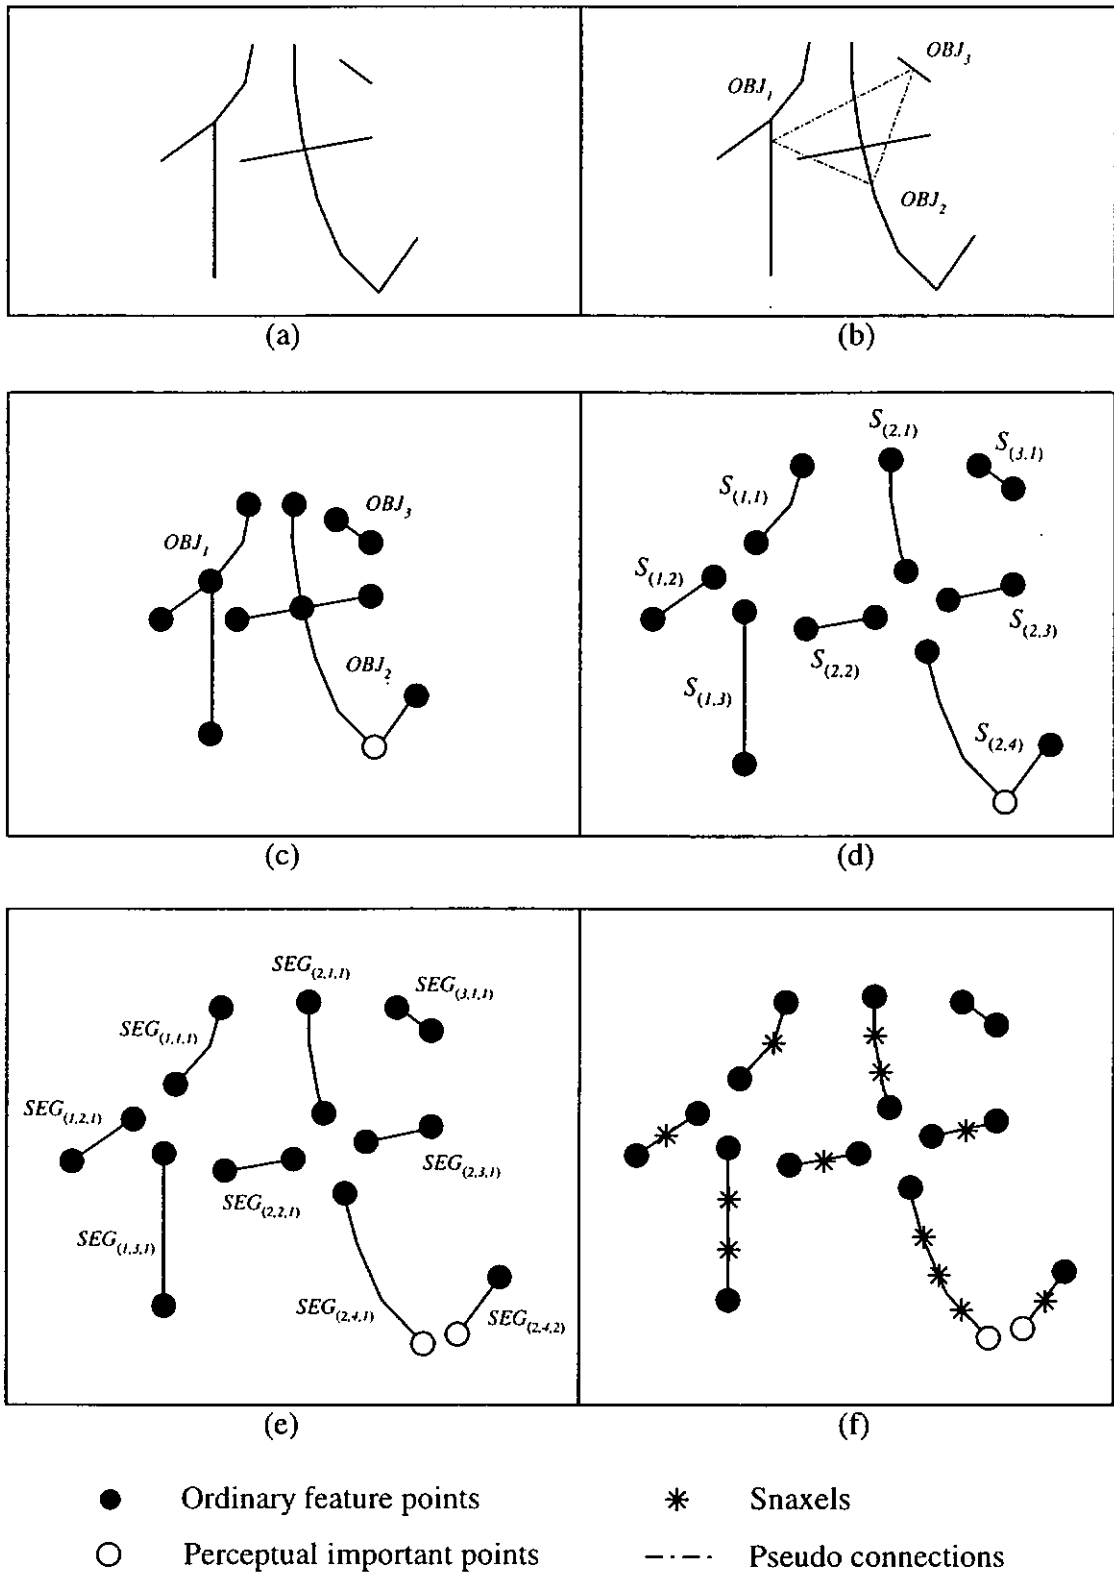 OBJ₁
OBJ₃
OBJ₂
(a)
(b)
OBJ₁
OBJ₃
OBJ₂
S(1,1)
S(2,1)
S(3,1)
S(1,2)
S(2,3)
S(2,2)
S(1,3)
S(2,4)
(c)
(d)
SEG(2,1,1)
SEG(3,1,1)
SEG(1,1,1)
SEG(1,2,1)
SEG(2,3,1)
SEG(2,2,1)
SEG(1,3,1)
SEG(2,4,1)
SEG(2,4,2)
(e)
(f)
Ordinary feature points
Snaxels
Perceptual important points
Pseudo connections